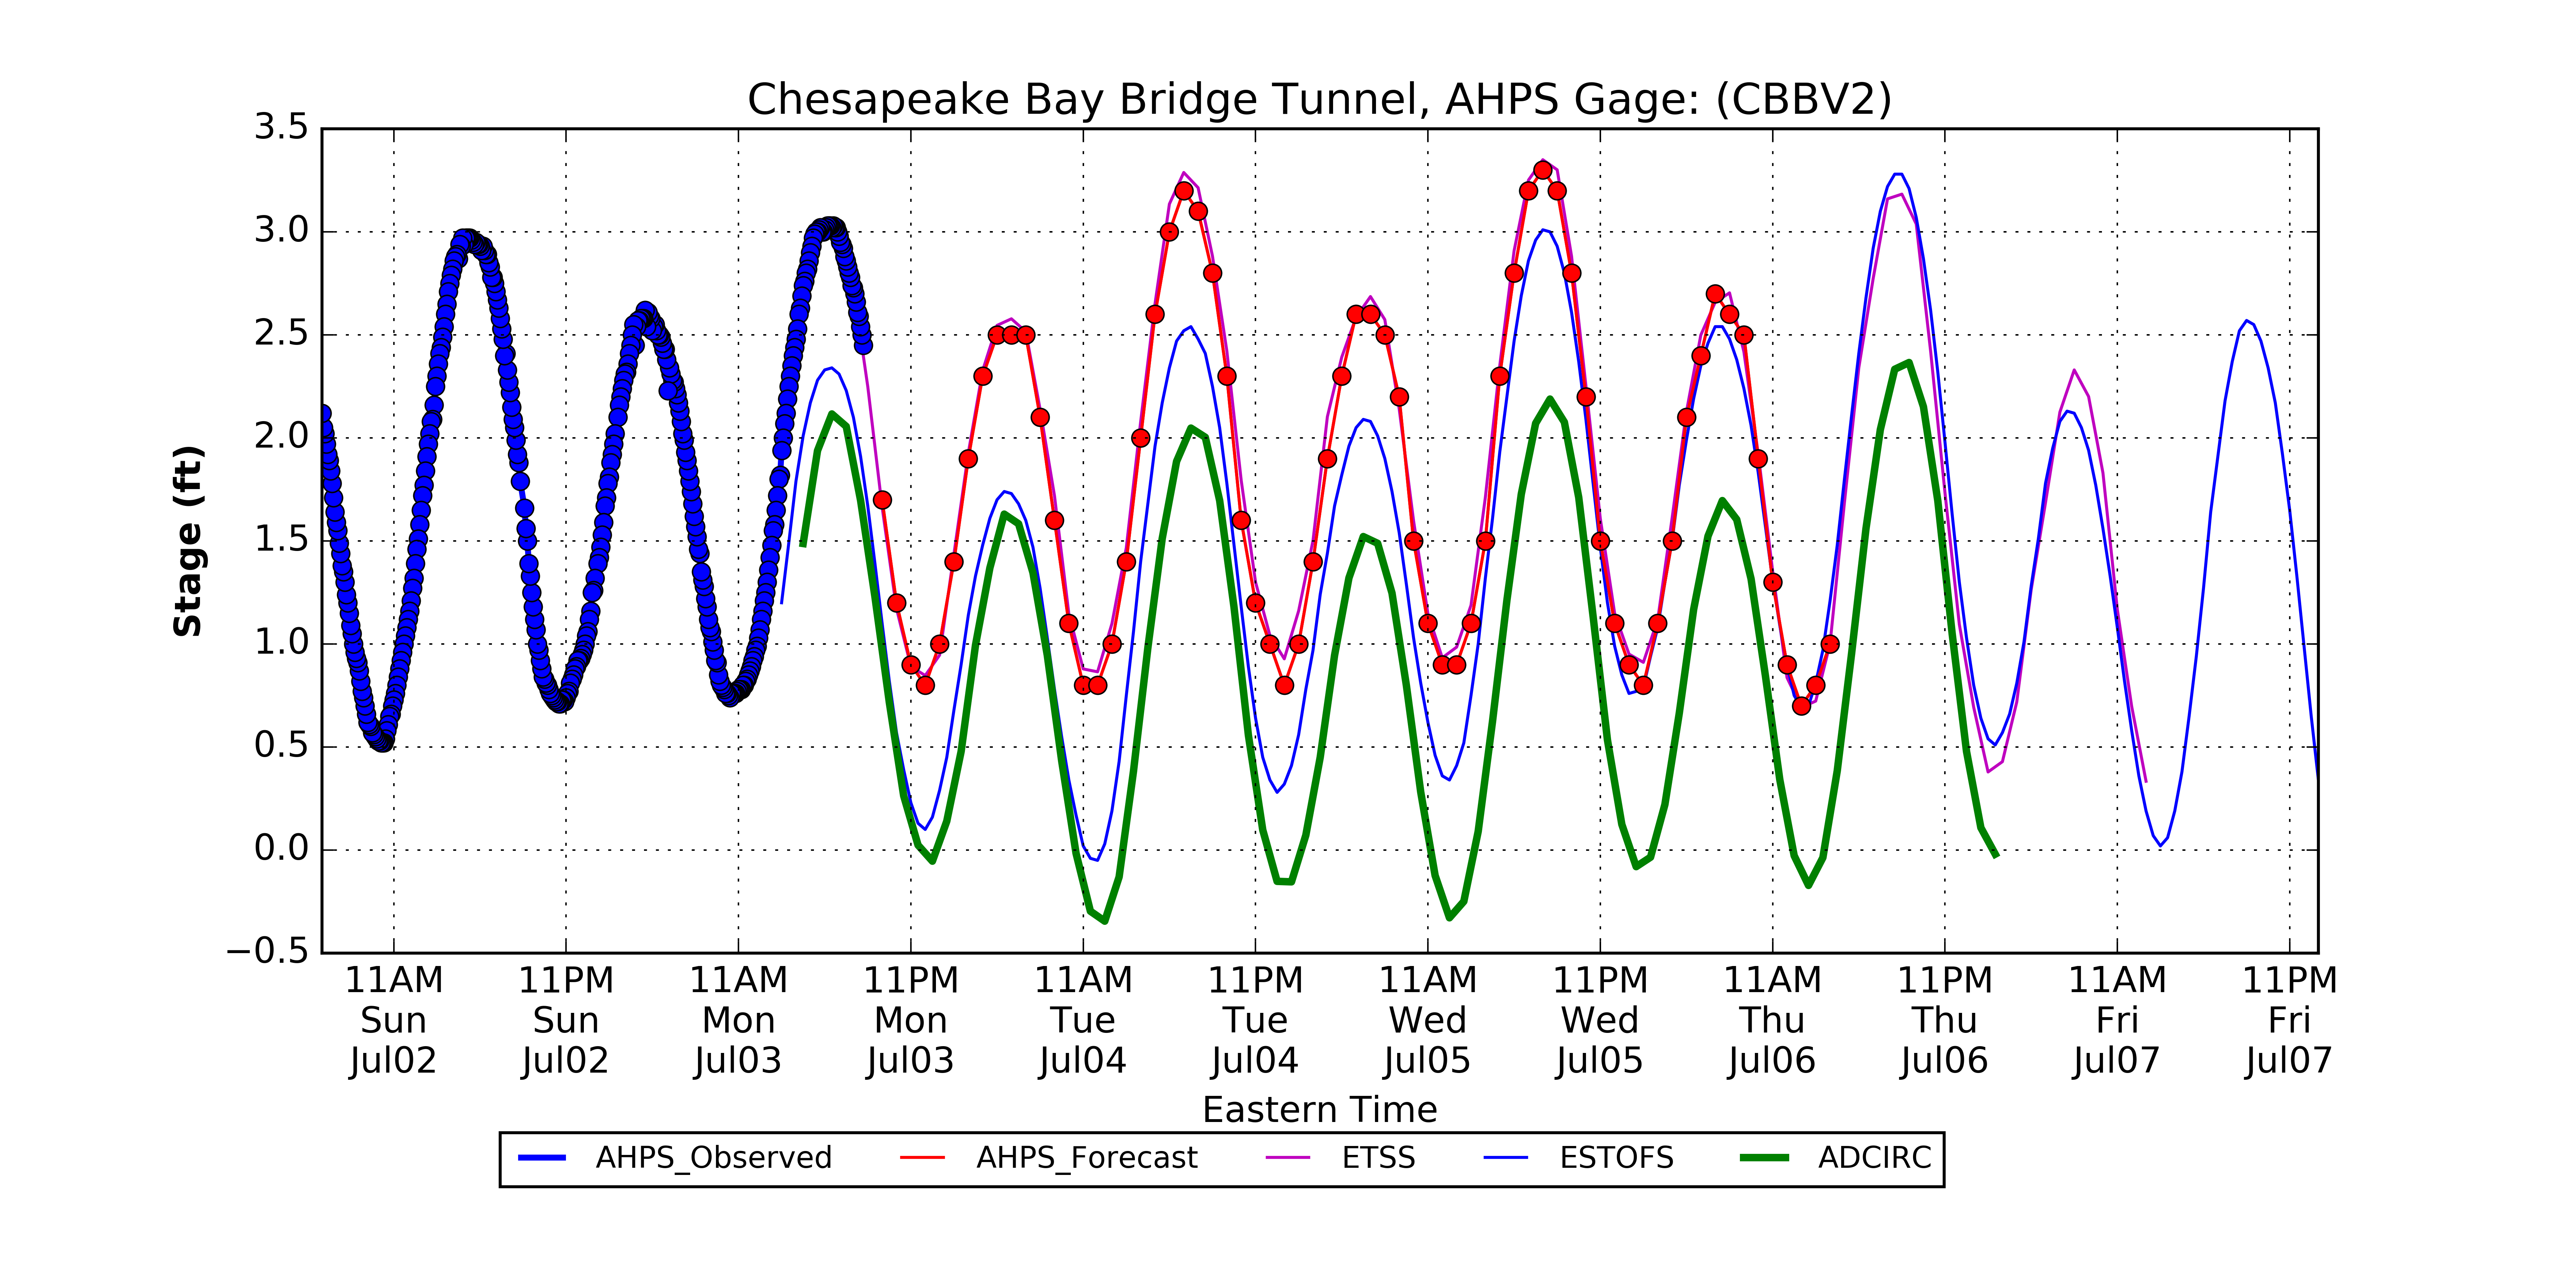 Chesapeake Bay Bridge Tunnel, AHPS Gage: (CBBV2)
3.5
3.0
2.5
2.0
1.5
1.0
0.5
0.0
−0.5
Stage (ft)
11AM 11PM 11AM 11PM 11AM 11PM 11AM 11PM 11AM 11PM 11AM 11PM
Sun Sun Mon Mon Tue Tue Wed Wed Thu Thu Fri Fri
Jul02 Jul02 Jul03 Jul03 Jul04 Jul04 Jul05 Jul05 Jul06 Jul06 Jul07 Jul07
Eastern Time
AHPS_Observed AHPS_Forecast ETSS ESTOFS ADCIRC